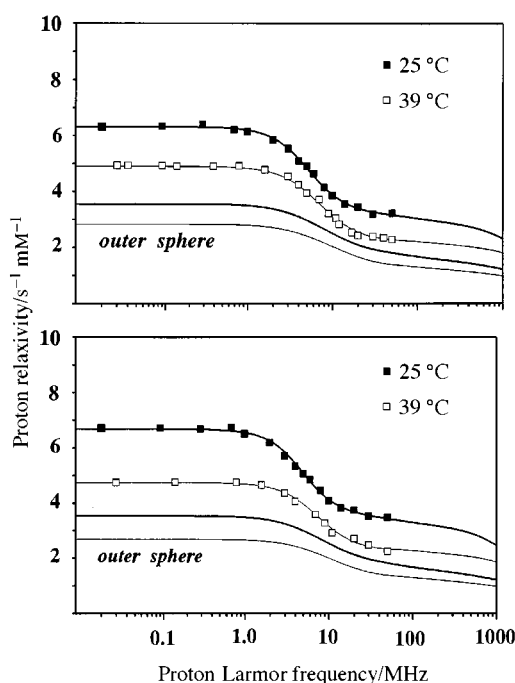 10
8
6
4
2
25 °C
39 °C
outer sphere
Proton relaxivity/s⁻¹ mM⁻¹
10
8
6
4
2
25 °C
39 °C
outer sphere
0.1 1.0 10 100 1000
Proton Larmor frequency/MHz